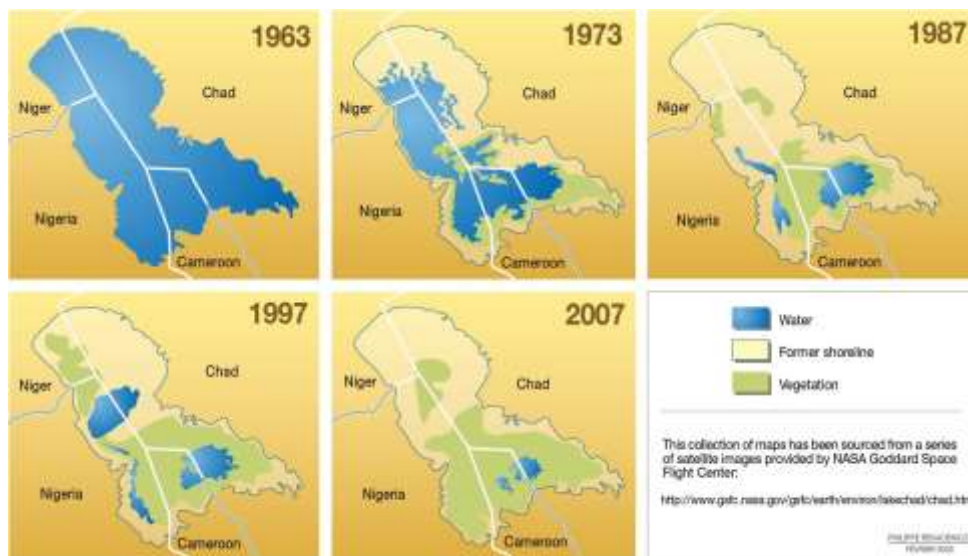 1963
Niger
Chad
Nigeria
Cameroon
1973
Niger
Chad
Nigeria
Cameroon
1987
Niger
Chad
Nigeria
Cameroon
1997
Niger
Chad
Nigeria
Cameroon
2007
Niger
Chad
Nigeria
Cameroon
Water
Former shoreline
Vegetation
This collection of maps has been sourced from a series
of satellite images provided by NASA Goddard Space
Flight Center: